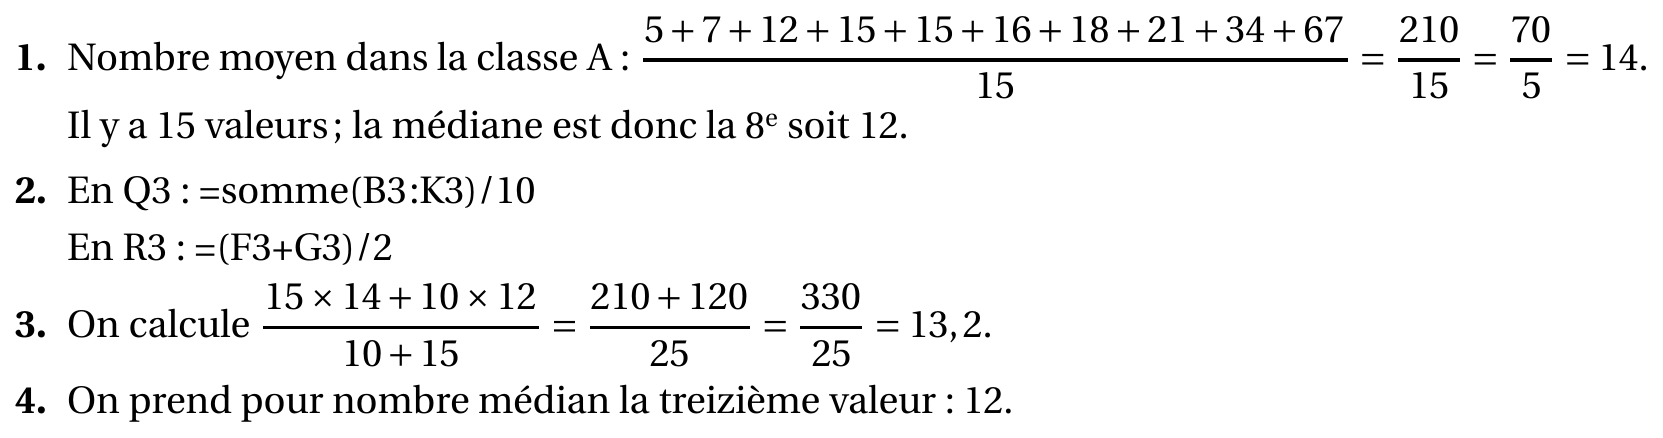 1. Nombre moyen dans la classe A : (5 + 7 + 12 + 15 + 15 + 16 + 18 + 21 + 34 + 67)/15 = 210/15 = 70/5 = 14.
Il y a 15 valeurs ; la médiane est donc la 8e soit 12.
2. En Q3 : =somme(B3:K3)/10
En R3 : =(F3+G3)/2
3. On calcule (15 × 14 + 10 × 12)/(10 + 15) = (210 + 120)/25 = 330/25 = 13,2.
4. On prend pour nombre médian la treizième valeur : 12.